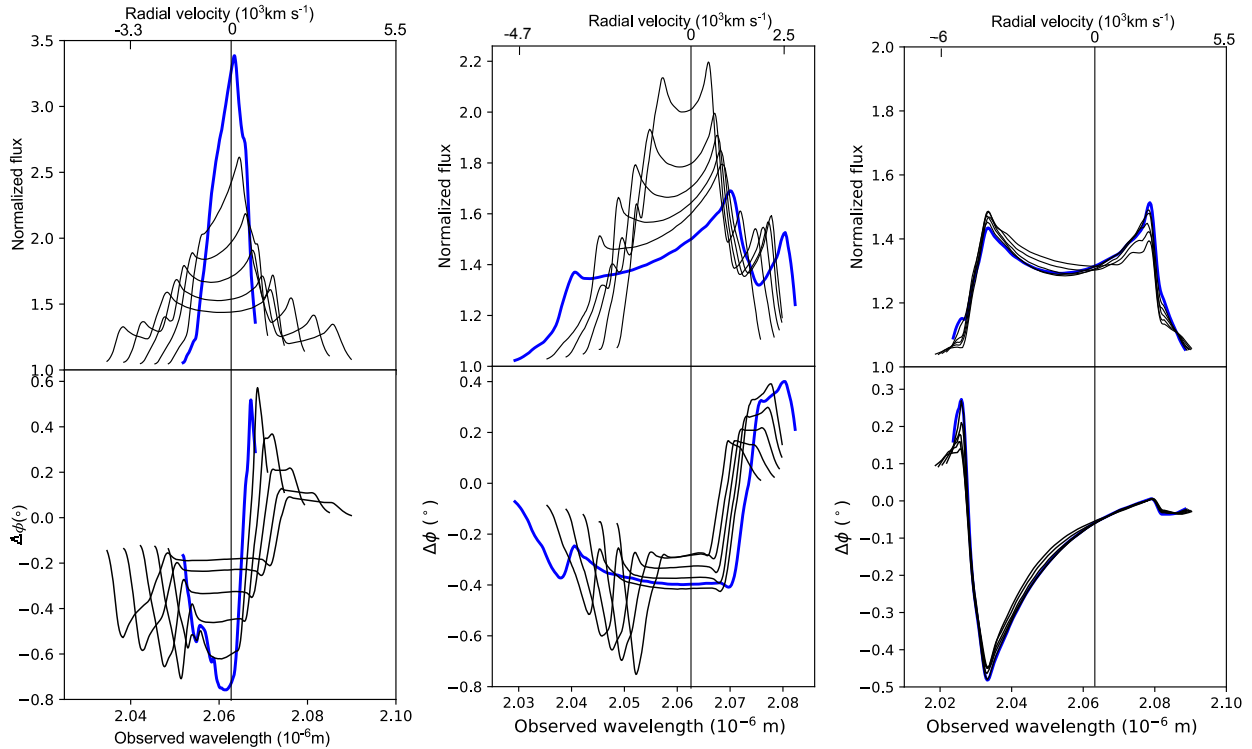 Radial velocity (10³km s⁻¹)
-3.3 0 5.5
3.5
3.0
2.5
2.0
1.5
1.0
Normalized flux
0.6
0.4
0.2
0.0
−0.2
−0.4
−0.6
−0.8
Δϕ(°)
2.04 2.06 2.08 2.10
Observed wavelength (10⁻⁶m)
Radial velocity (10³km s⁻¹)
-4.7 0 2.5
2.2
2.0
1.8
1.6
1.4
1.2
1.0
Normalized flux
0.4
0.2
0.0
−0.2
−0.4
−0.6
Δϕ (°)
2.03 2.04 2.05 2.06 2.07 2.08
Observed wavelength (10⁻⁶ m)
Radial velocity (10³km s⁻¹)
-6 0 5.5
2.0
1.8
1.6
1.4
1.2
1.0
Normalized flux
0.3
0.1
0.0
−0.1
−0.2
−0.3
−0.4
−0.5
Δϕ (°)
2.02 2.04 2.06 2.08 2.10
Observed wavelength (10⁻⁶ m)